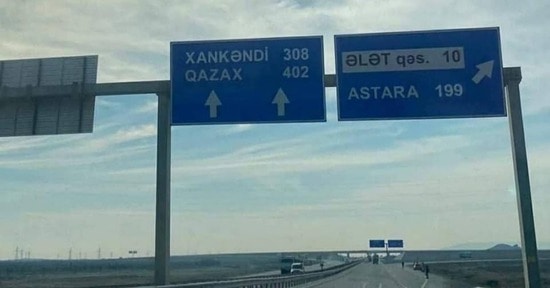 XANKƏNDİ 308
QAZAX 402
ƏLƏT qəs. 10
ASTARA 199